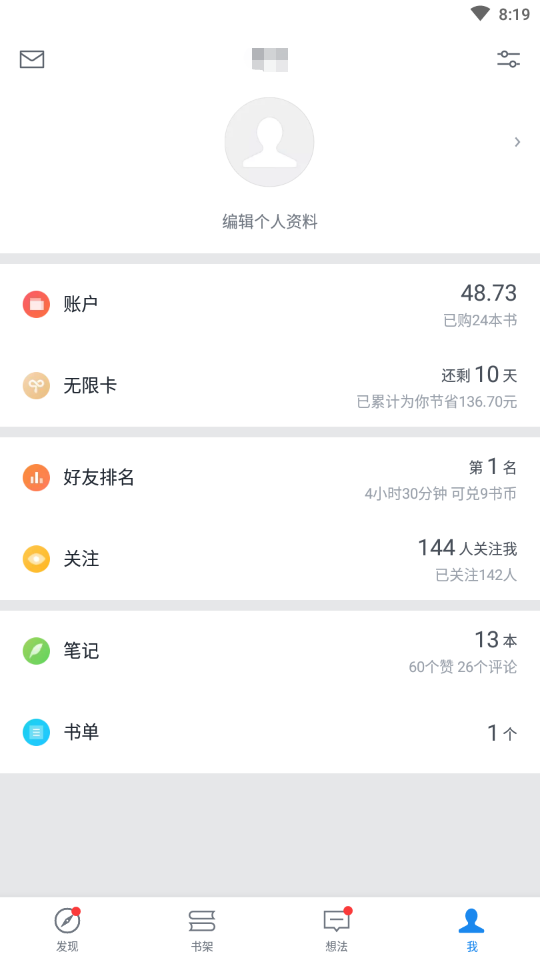 8:19
编辑个人资料
账户
48.73
已购24本书
无限卡
还剩 10 天
已累计为你节省136.70元
好友排名
第 1 名
4小时30分钟 可兑9书币
关注
144 人关注我
已关注142人
笔记
13 本
60个赞 26个评论
书单
1 个
发现 书架 想法 我